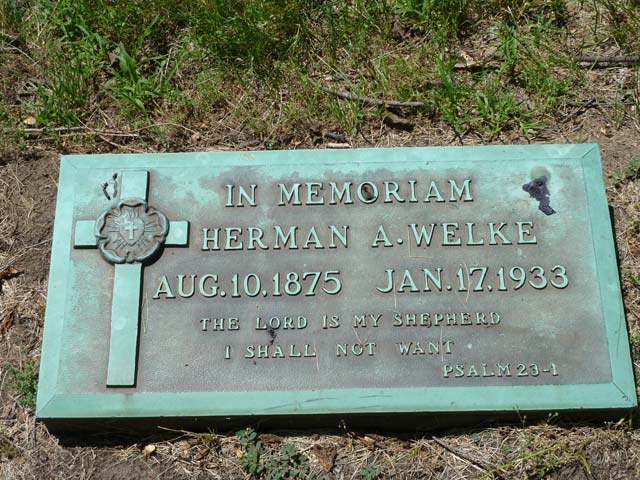 IN MEMORIAM
HERMAN A. WELKE
AUG. 10, 1875 JAN. 17, 1933
THE LORD IS MY SHEPHERD
I SHALL NOT WANT
PSALM 23-1